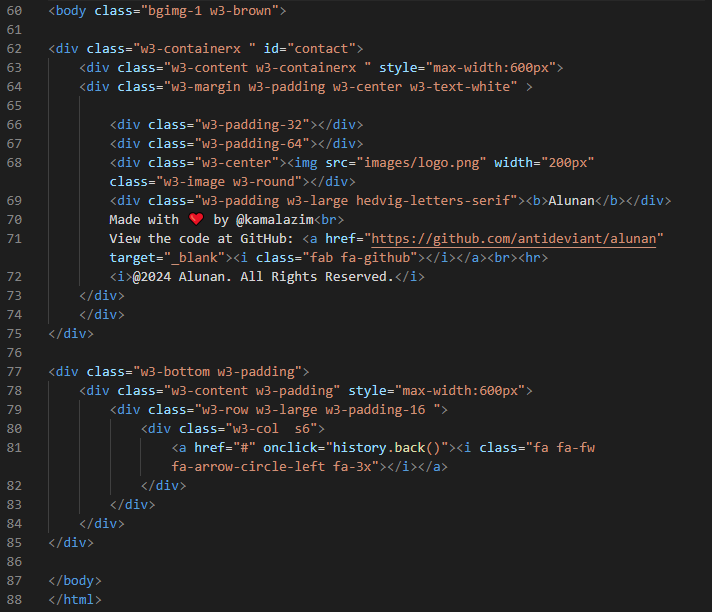 60 <body class="bgimg-1 w3-brown">
61
62 <div class="w3-containerx " id="contact">
63     <div class="w3-content w3-containerx " style="max-width:600px">
64     <div class="w3-margin w3-padding w3-center w3-text-white" >
65
66         <div class="w3-padding-32"></div>
67         <div class="w3-padding-64"></div>
68         <div class="w3-center"><img src="images/logo.png" width="200px"
        class="w3-image w3-round"></div>
69         <div class="w3-padding w3-large hedvig-letters-serif"><b>Alunan</b></div>
70         Made with ❤️ by @kamalazim<br>
71         View the code at GitHub: <a href="https://github.com/antideviant/alunan"
        target="_blank"><i class="fab fa-github"></i></a><br><hr>
72         <i>@2024 Alunan. All Rights Reserved.</i>
73     </div>
74     </div>
75 </div>
76
77 <div class="w3-bottom w3-padding">
78     <div class="w3-content w3-padding" style="max-width:600px">
79         <div class="w3-row w3-large w3-padding-16 ">
80             <div class="w3-col  s6">
81                 <a href="#" onclick="history.back()"><i class="fa fa-fw
                fa-arrow-circle-left fa-3x"></i></a>
82             </div>
83         </div>
84     </div>
85 </div>
86
87 </body>
88 </html>